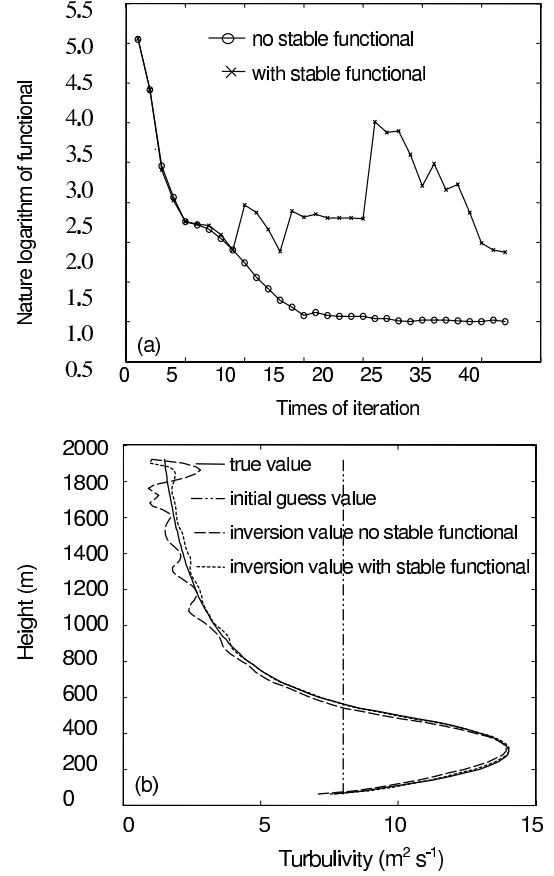 5.5
5.0
4.5
4.0
3.5
3.0
2.5
2.0
1.5
1.0
0.5
Nature logarithm of functional
no stable functional
with stable functional
(a)
0 5 10 15 20 25 30 35 40
Times of iteration
2000
1800
1600
1400
1200
1000
800
600
400
200
0
Height (m)
true value
initial guess value
inversion value no stable functional
inversion value with stable functional
(b)
0 5 10 15
Turbulivity (m² s⁻¹)